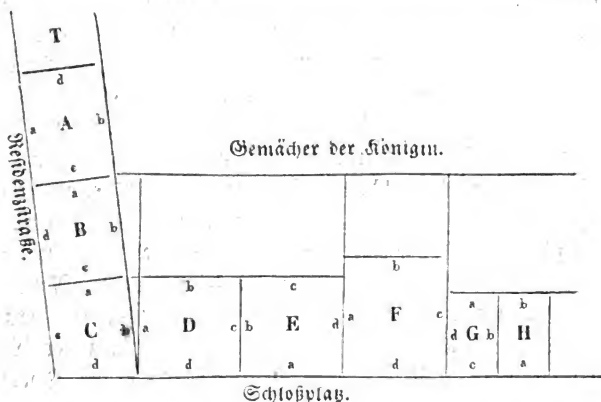 T
d
a A b
c
Residenzstraße.
Gemächer der Königin.
a
d B b
c
a
c C b
d
b
a D c
d
c
b E d
a
b
a F c
d
a
d G b
c
b
H
a
Schloßplatz.